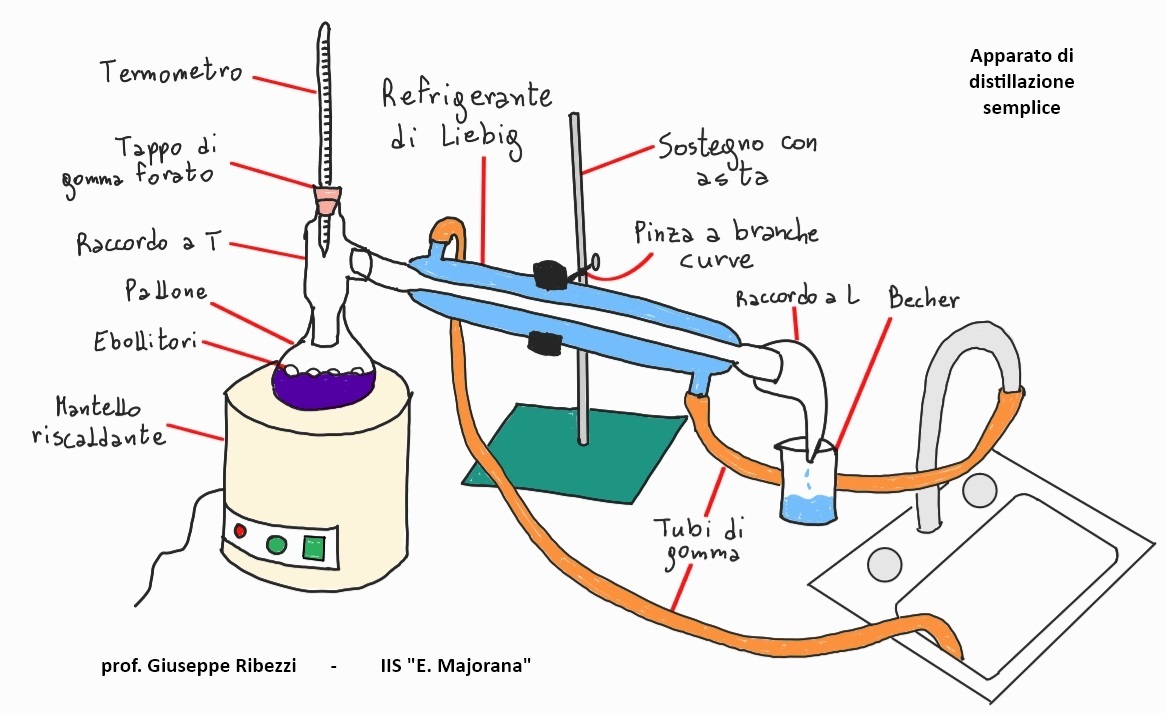 Apparato di
distillazione
semplice
Termometro
Refrigerante
di Liebig
Tappo di
gomma forato
Sostegno con
asta
Raccordo a T
Pinza a branche
curve
Pallone
Raccordo a L
Becher
Ebollitori
Mantello
riscaldante
Tubi di
gomma
prof. Giuseppe Ribezzi - IIS "E. Majorana"